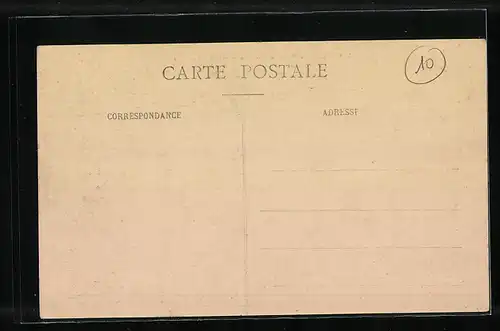 CARTE POSTALE
10
CORRESPONDANCE
ADRESSE